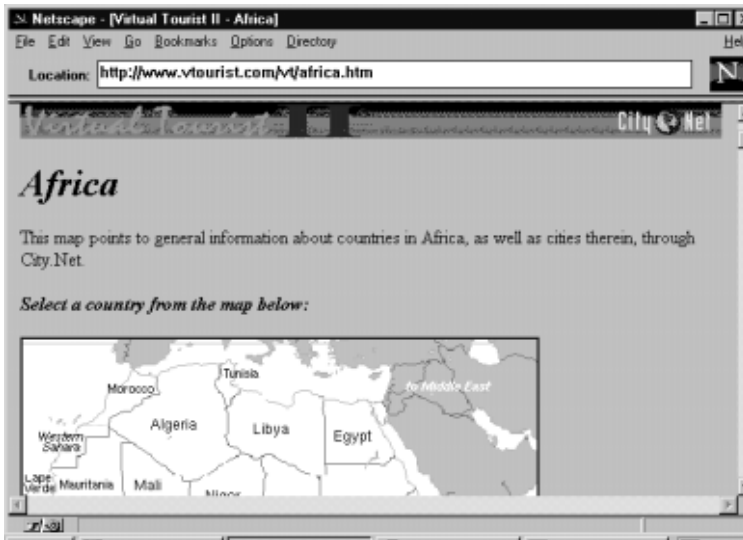 Netscape - [Virtual Tourist II - Africa]
File Edit View Go Bookmarks Options Directory Hel
Location: http://www.vtourist.com/vt/africa.htm
N
Virtual Tourist II City Net
Africa
This map points to general information about countries in Africa, as well as cities therein, through
City.Net.
Select a country from the map below:
Tunisia
to Middle East
Morocco
Algeria
Libya
Egypt
Western
Sahara
Cape
Verde
Mauritania
Mali
Niger